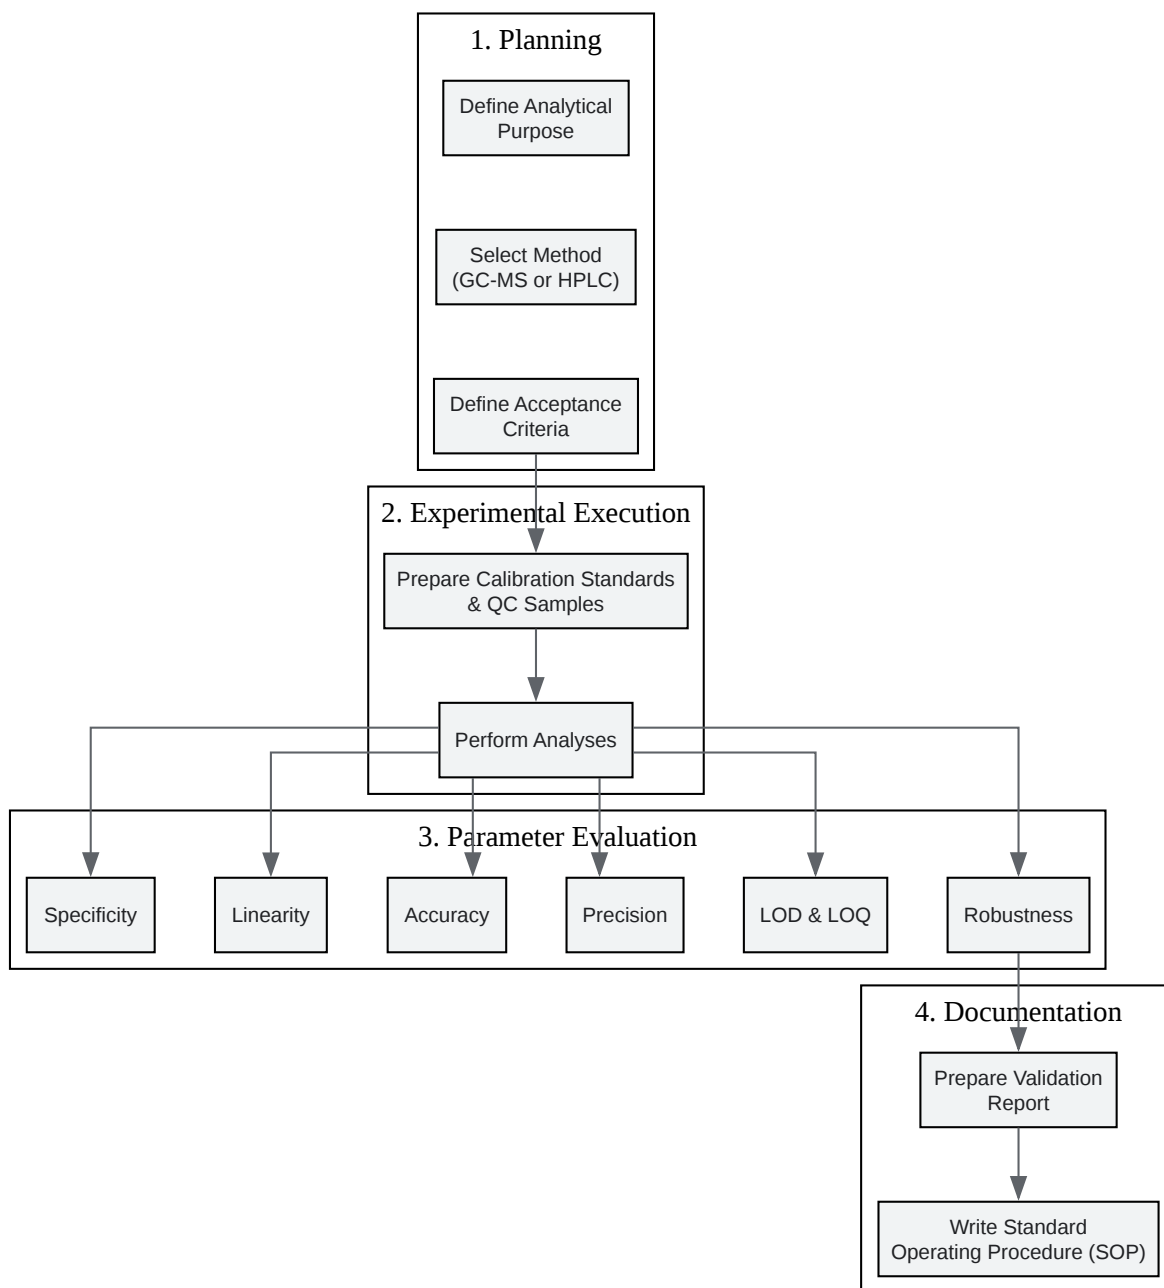 1. Planning
Define Analytical
Purpose
Select Method
(GC-MS or HPLC)
Define Acceptance
Criteria
2. Experimental Execution
Prepare Calibration Standards
& QC Samples
Perform Analyses
3. Parameter Evaluation
Specificity
Linearity
Accuracy
Precision
LOD & LOQ
Robustness
4. Documentation
Prepare Validation
Report
Write Standard
Operating Procedure (SOP)